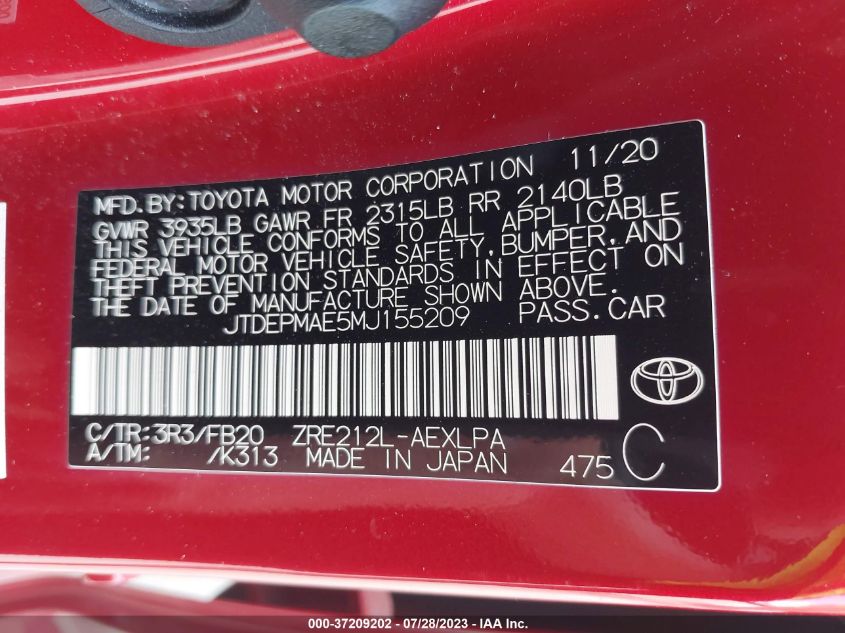 MFD.BY:TOYOTA MOTOR CORPORATION 11/20
GVWR 3935LB GAWR FR 2315LB RR 2140LB
THIS VEHICLE CONFORMS TO ALL APPLICABLE
FEDERAL MOTOR VEHICLE SAFETY,BUMPER,AND
THEFT PREVENTION STANDARDS IN EFFECT ON
THE DATE OF MANUFACTURE SHOWN ABOVE.
JTDEPMAE5MJ155209 PASS.CAR
C/TR:3R3/FB20 ZRE212L-AEXLPA
A/TM: /K313 MADE IN JAPAN 475 C
000-37209202 / 07/28/2023 - IAA Inc.